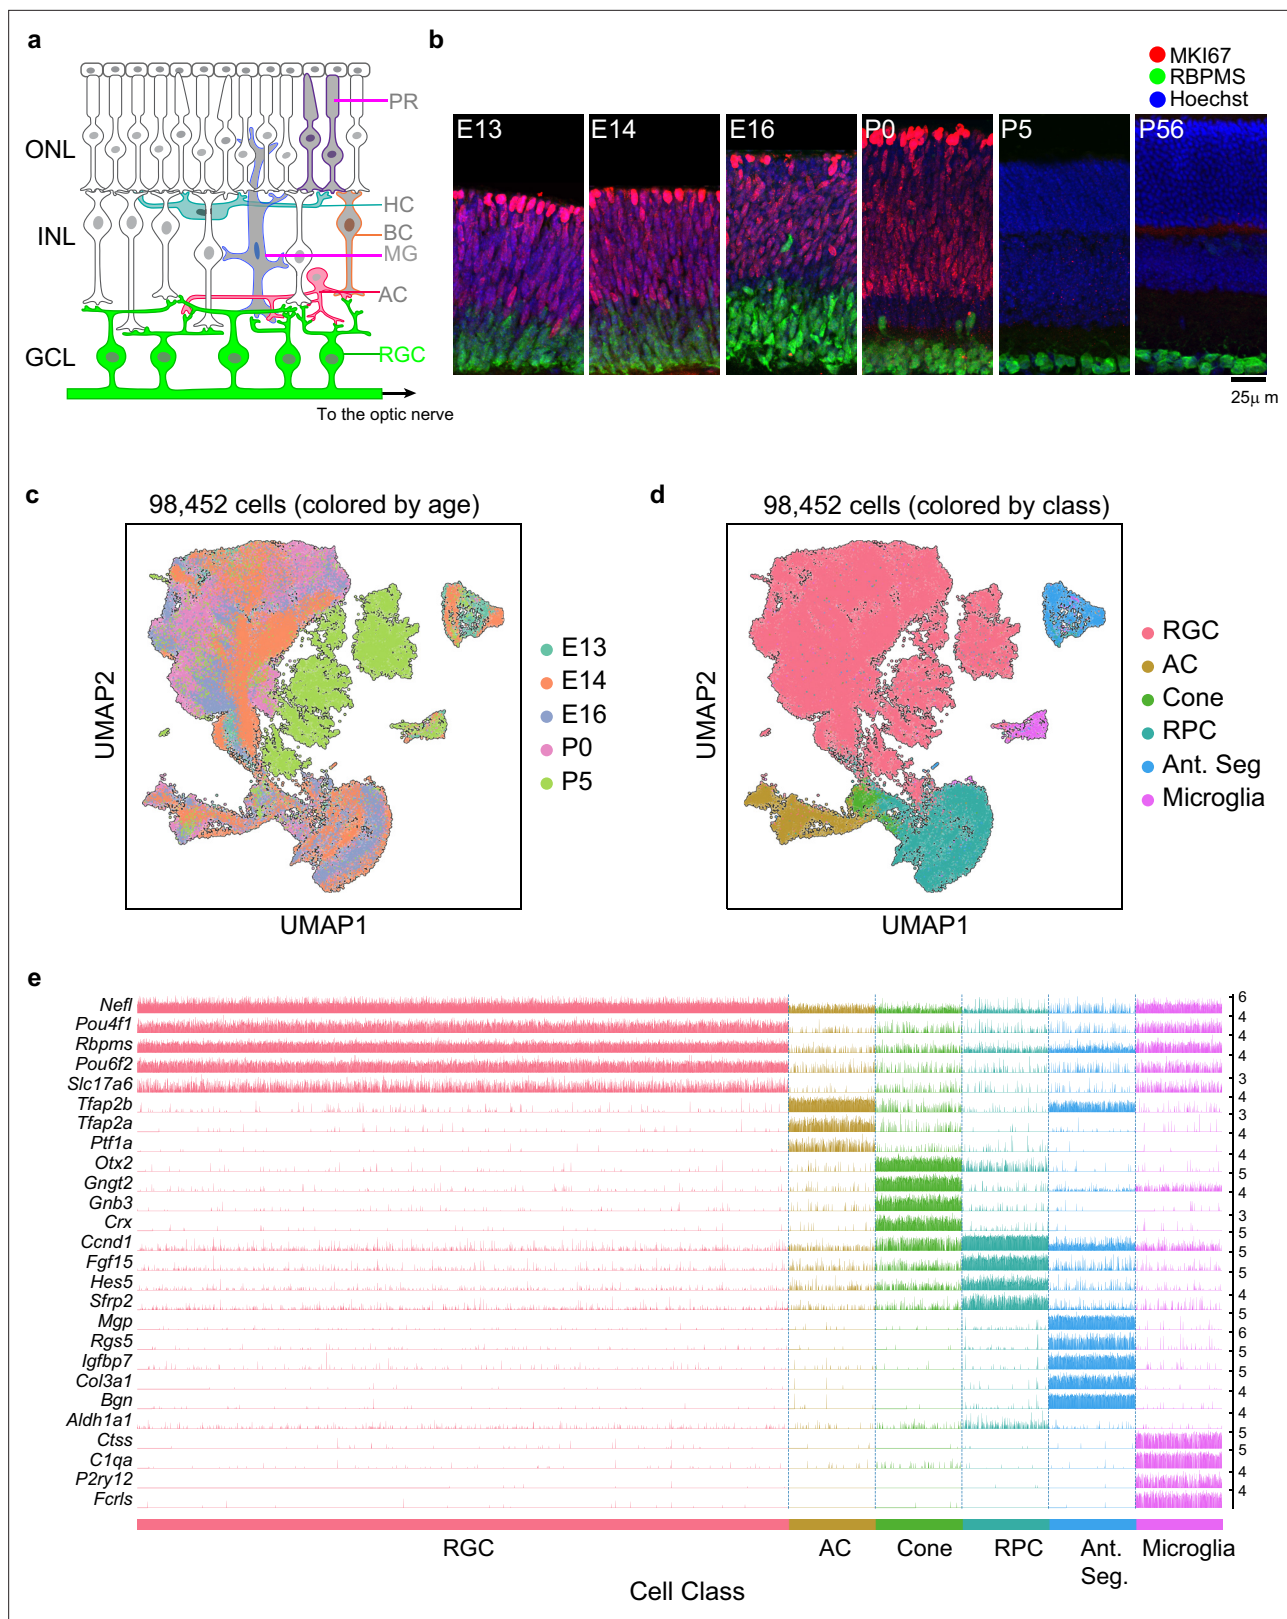 a
PR
ONL
HC
INL
BC
MG
AC
GCL
RGC
To the optic nerve
b
MKI67
RBPMS
Hoechst
E13
E14
E16
P0
P5
P56
25μ m
c
98,452 cells (colored by age)
UMAP2
UMAP1
E13
E14
E16
P0
P5
d
98,452 cells (colored by class)
UMAP2
UMAP1
RGC
AC
Cone
RPC
Ant. Seg
Microglia
e
Nefl
Pou4f1
Rbpms
Pou6f2
Slc17a6
Tfap2b
Tfap2a
Ptf1a
Otx2
Gngt2
Gnb3
Crx
Ccnd1
Fgf15
Hes5
Sfrp2
Mgp
Rgs5
Igfbp7
Col3a1
Bgn
Aldh1a1
Ctss
C1qa
P2ry12
Fcrls
6
4
4
4
3
4
3
4
4
5
4
3
5
5
5
5
5
6
5
5
4
4
5
5
4
4
RGC
AC
Cone
RPC
Ant.
Seg.
Microglia
Cell Class